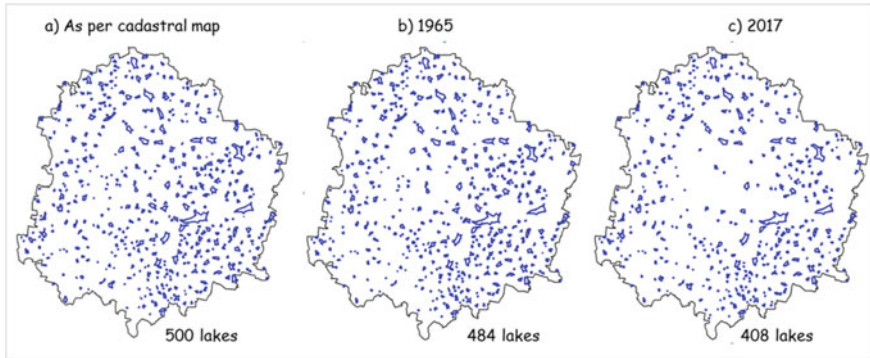 a) As per cadastral map
b) 1965
c) 2017
500 lakes
484 lakes
408 lakes